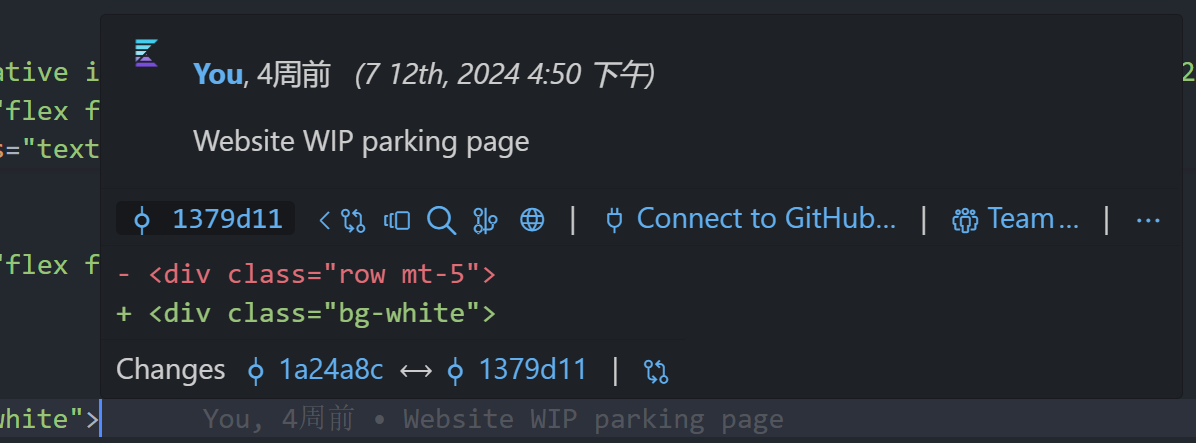 You, 4周前 (7 12th, 2024 4:50 下午)
ative i
2
flex f
Website WIP parking page
s="text
1379d11 | Connect to GitHub... | Team... | ...
flex f
- <div class="row mt-5">
+ <div class="bg-white">
Changes 1a24a8c ↔ 1379d11 |
white"> You, 4周前 • Website WIP parking page